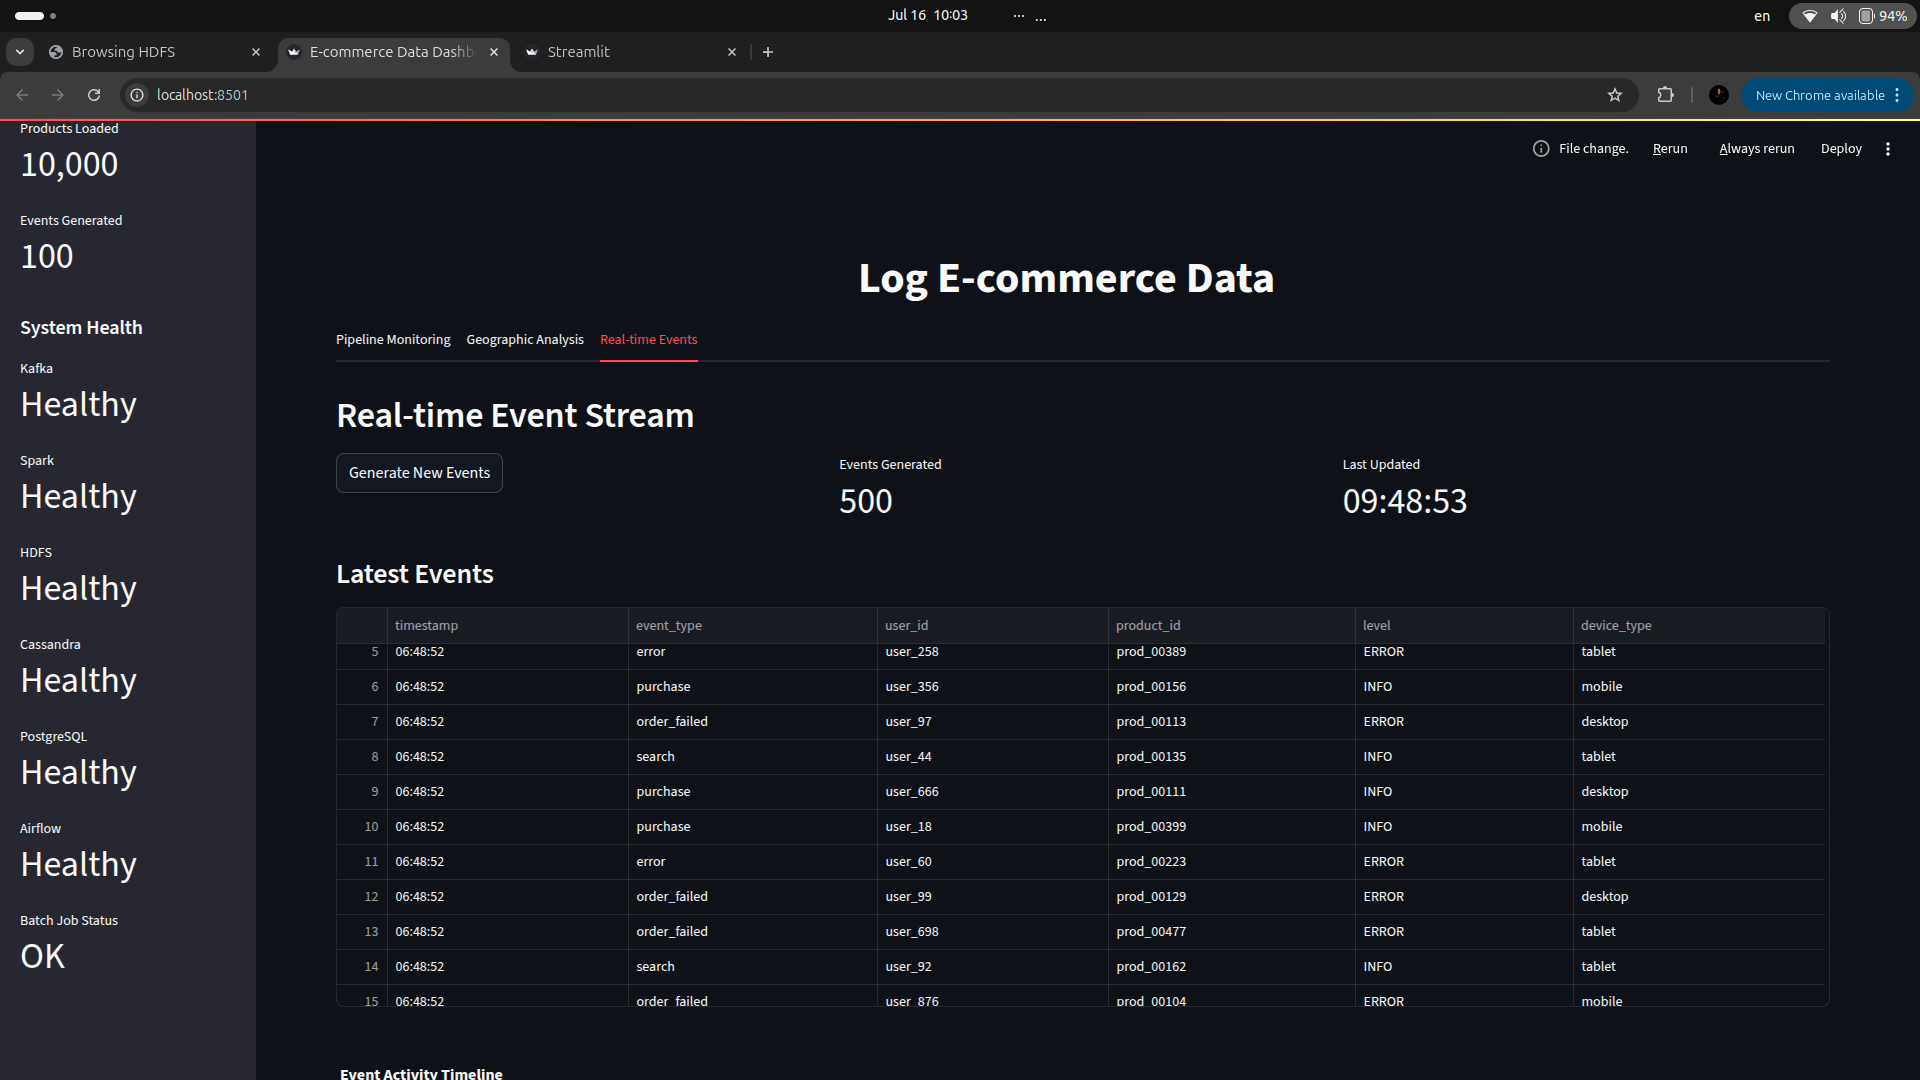 Jul 16 10:03
en
94%
Browsing HDFS
E-commerce Data Dashb
Streamlit
localhost:8501
New Chrome available
Products Loaded
10,000
Events Generated
100
System Health
Kafka
Healthy
Spark
Healthy
HDFS
Healthy
Cassandra
Healthy
PostgreSQL
Healthy
Airflow
Healthy
Batch Job Status
OK
File change. Rerun Always rerun Deploy
Log E-commerce Data
Pipeline Monitoring Geographic Analysis Real-time Events
Real-time Event Stream
Generate New Events
Events Generated
500
Last Updated
09:48:53
Latest Events
timestamp event_type user_id product_id level device_type
5 06:48:52 error user_258 prod_00389 ERROR tablet
6 06:48:52 purchase user_356 prod_00156 INFO mobile
7 06:48:52 order_failed user_97 prod_00113 ERROR desktop
8 06:48:52 search user_44 prod_00135 INFO tablet
9 06:48:52 purchase user_666 prod_00111 INFO desktop
10 06:48:52 purchase user_18 prod_00399 INFO mobile
11 06:48:52 error user_60 prod_00223 ERROR tablet
12 06:48:52 order_failed user_99 prod_00129 ERROR desktop
13 06:48:52 order_failed user_698 prod_00477 ERROR tablet
14 06:48:52 search user_92 prod_00162 INFO tablet
15 06:48:52 order_failed user_876 prod_00104 ERROR mobile
Event Activity Timeline